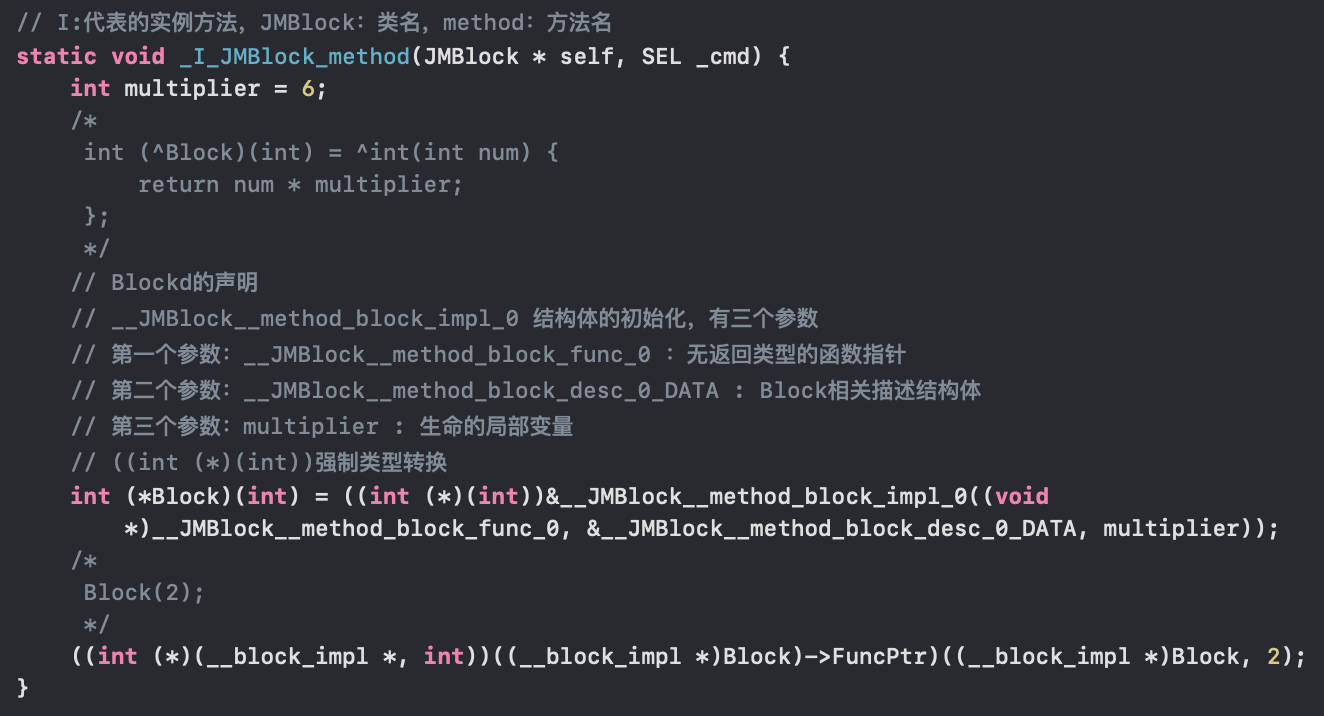 // I:代表的实例方法，JMBlock：类名，method：方法名
static void _I_JMBlock_method(JMBlock * self, SEL _cmd) {
    int multiplier = 6;
    /*
     int (^Block)(int) = ^int(int num) {
         return num * multiplier;
     };
     */
    // Blockd的声明
    // __JMBlock__method_block_impl_0 结构体的初始化，有三个参数
    // 第一个参数：__JMBlock__method_block_func_0 : 无返回类型的函数指针
    // 第二个参数：__JMBlock__method_block_desc_0_DATA : Block相关描述结构体
    // 第三个参数：multiplier : 生命的局部变量
    // ((int (*)(int))强制类型转换
    int (*Block)(int) = ((int (*)(int))&__JMBlock__method_block_impl_0((void
        *)__JMBlock__method_block_func_0, &__JMBlock__method_block_desc_0_DATA, multiplier));
    /*
     Block(2);
     */
    ((int (*)(__block_impl *, int))((__block_impl *)Block)->FuncPtr)((__block_impl *)Block, 2);
}